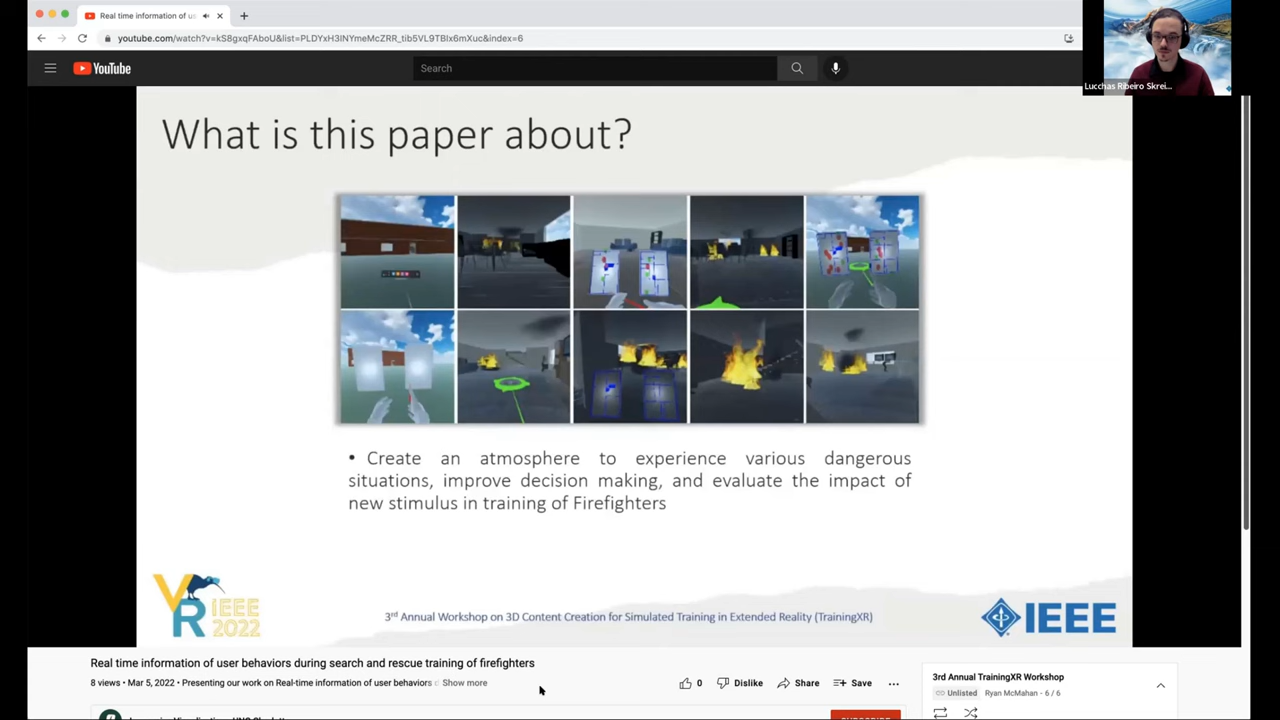 Real time information of us
youtube.com/watch?v=kS8gxqFAboU&list=PLDYxH3lNYmeMcZRR_tib5VL9TBIx6mXuc&index=6
YouTube
Search
Lucchas Ribeiro Skrei...
What is this paper about?
• Create an atmosphere to experience various dangerous
situations, improve decision making, and evaluate the impact of
new stimulus in training of Firefighters
VR IEEE
2022
3rd Annual Workshop on 3D Content Creation for Simulated Training in Extended Reality (TrainingXR)
IEEE
Real time information of user behaviors during search and rescue training of firefighters
8 views • Mar 5, 2022 • Presenting our work on Real-time information of user behaviors
Show more
0
Dislike
Share
Save
3rd Annual TrainingXR Workshop
Unlisted
Ryan McMahan - 6 / 6